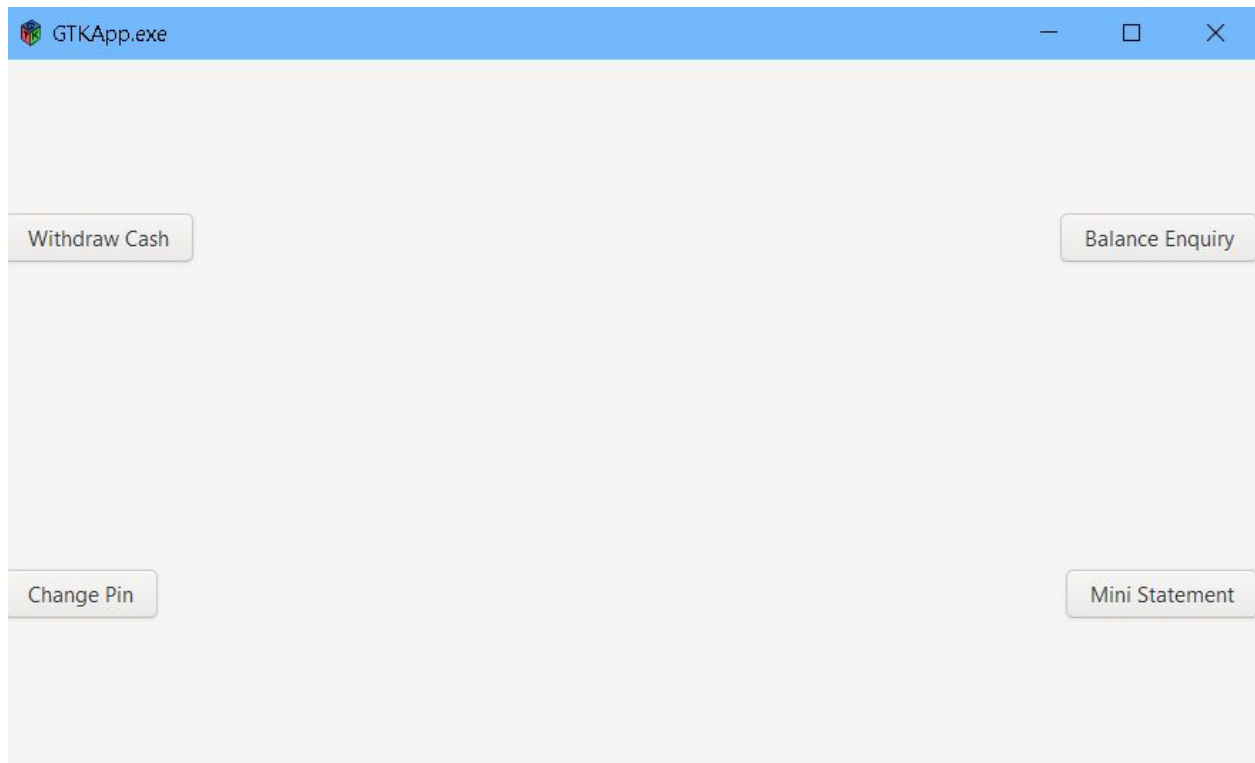 GTKApp.exe
Withdraw Cash
Balance Enquiry
Change Pin
Mini Statement